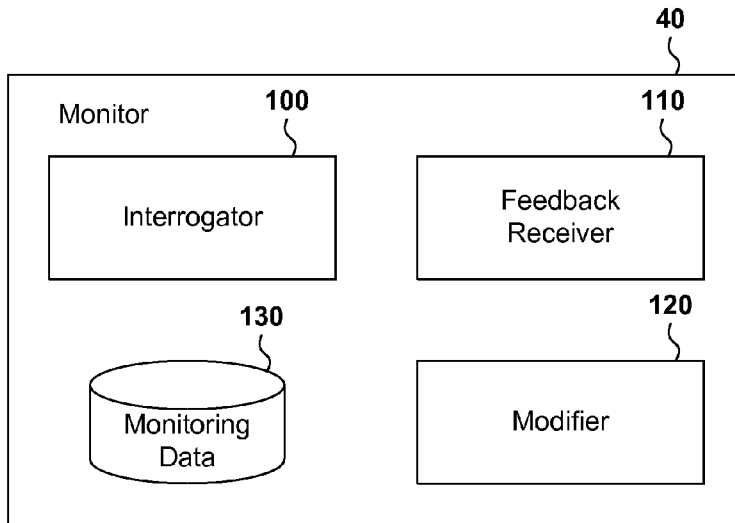 40
Monitor
100
110
Interrogator
Feedback
Receiver
130
120
Monitoring
Data
Modifier